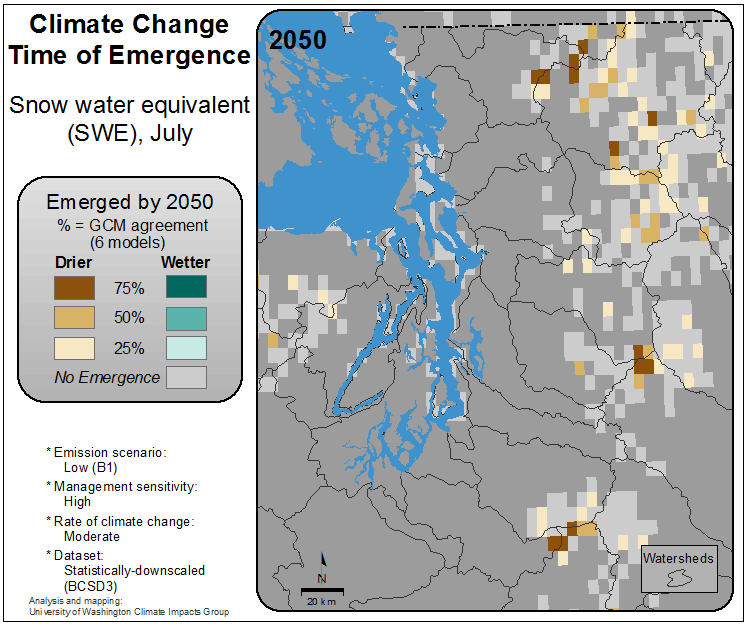 Climate Change
Time of Emergence
Snow water equivalent
(SWE), July
Emerged by 2050
% = GCM agreement
(6 models)
Drier Wetter
75%
50%
25%
No Emergence
* Emission scenario:
Low (B1)
* Management sensitivity:
High
* Rate of climate change:
Moderate
* Dataset:
Statistically-downscaled
(BCSD3)
Analysis and mapping:
University of Washington Climate Impacts Group
2050
N
20 km
Watersheds